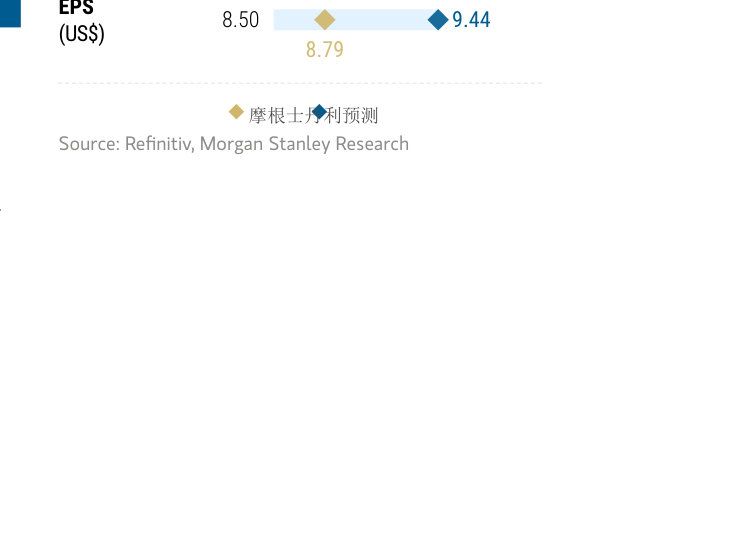 EPS
(US$)
8.50
9.44
8.79
摩根士丹利预测
Source: Refinitiv, Morgan Stanley Research